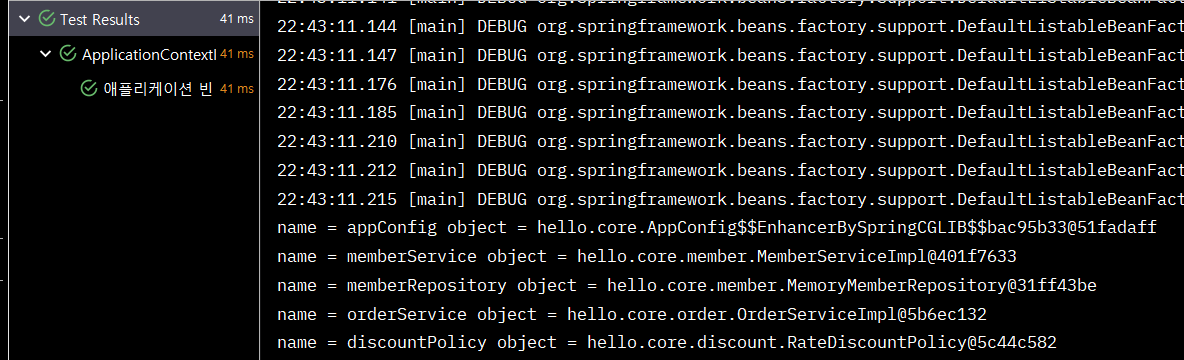 Test Results 41 ms
ApplicationContextI 41 ms
애플리케이션 빈 41 ms
22:43:11.141 [main] DEBUG org.springframework.beans.factory.support.DefaultListableBeanFact
22:43:11.144 [main] DEBUG org.springframework.beans.factory.support.DefaultListableBeanFact
22:43:11.147 [main] DEBUG org.springframework.beans.factory.support.DefaultListableBeanFact
22:43:11.176 [main] DEBUG org.springframework.beans.factory.support.DefaultListableBeanFact
22:43:11.185 [main] DEBUG org.springframework.beans.factory.support.DefaultListableBeanFact
22:43:11.210 [main] DEBUG org.springframework.beans.factory.support.DefaultListableBeanFact
22:43:11.212 [main] DEBUG org.springframework.beans.factory.support.DefaultListableBeanFact
22:43:11.215 [main] DEBUG org.springframework.beans.factory.support.DefaultListableBeanFact
name = appConfig object = hello.core.AppConfig$$EnhancerBySpringCGLIB$$bac95b33@51fadaff
name = memberService object = hello.core.member.MemberServiceImpl@401f7633
name = memberRepository object = hello.core.member.MemoryMemberRepository@31ff43be
name = orderService object = hello.core.order.OrderServiceImpl@5b6ec132
name = discountPolicy object = hello.core.discount.RateDiscountPolicy@5c44c582